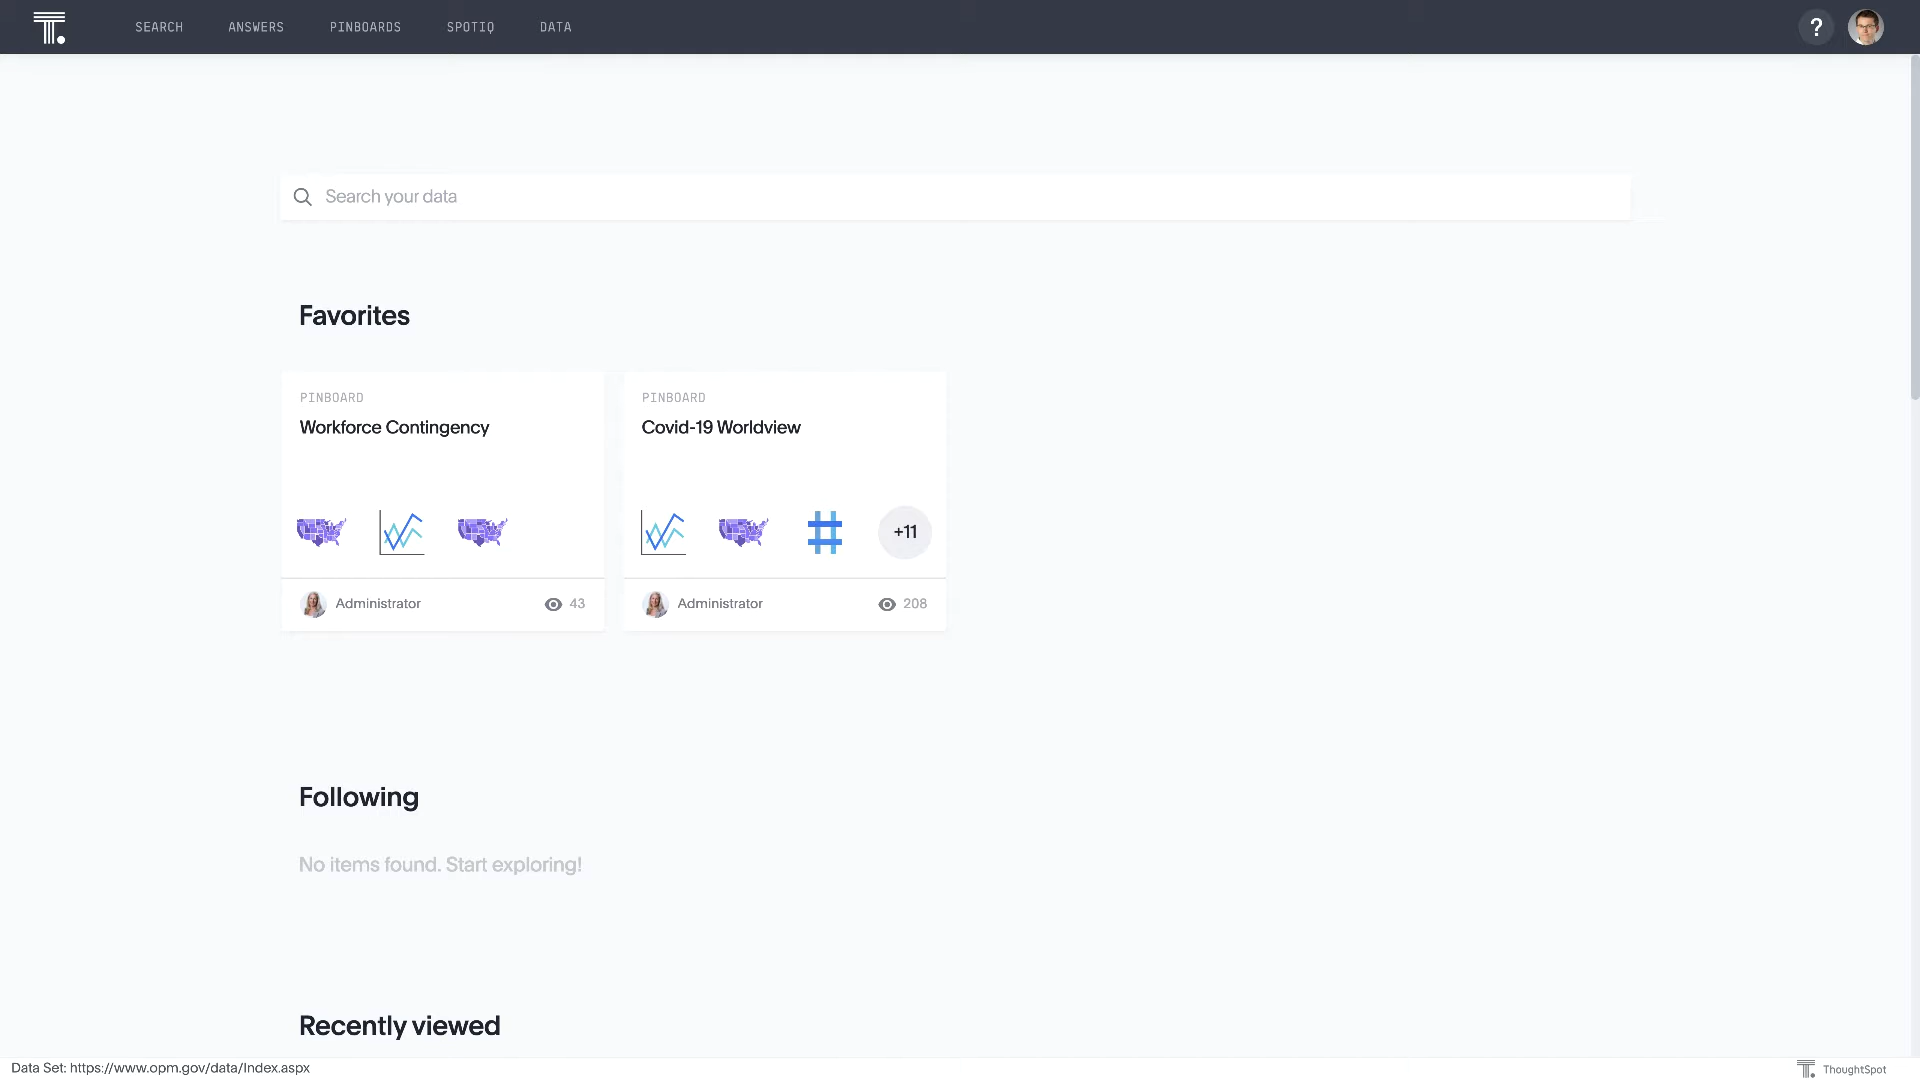 SEARCH ANSWERS PINBOARDS SPOTIQ DATA ?
Search your data
Favorites
PINBOARD
Workforce Contingency
Administrator 43
PINBOARD
Covid-19 Worldview
+11
Administrator 208
Following
No items found. Start exploring!
Recently viewed
Data Set: https://www.opm.gov/data/Index.aspx
ThoughtSpot